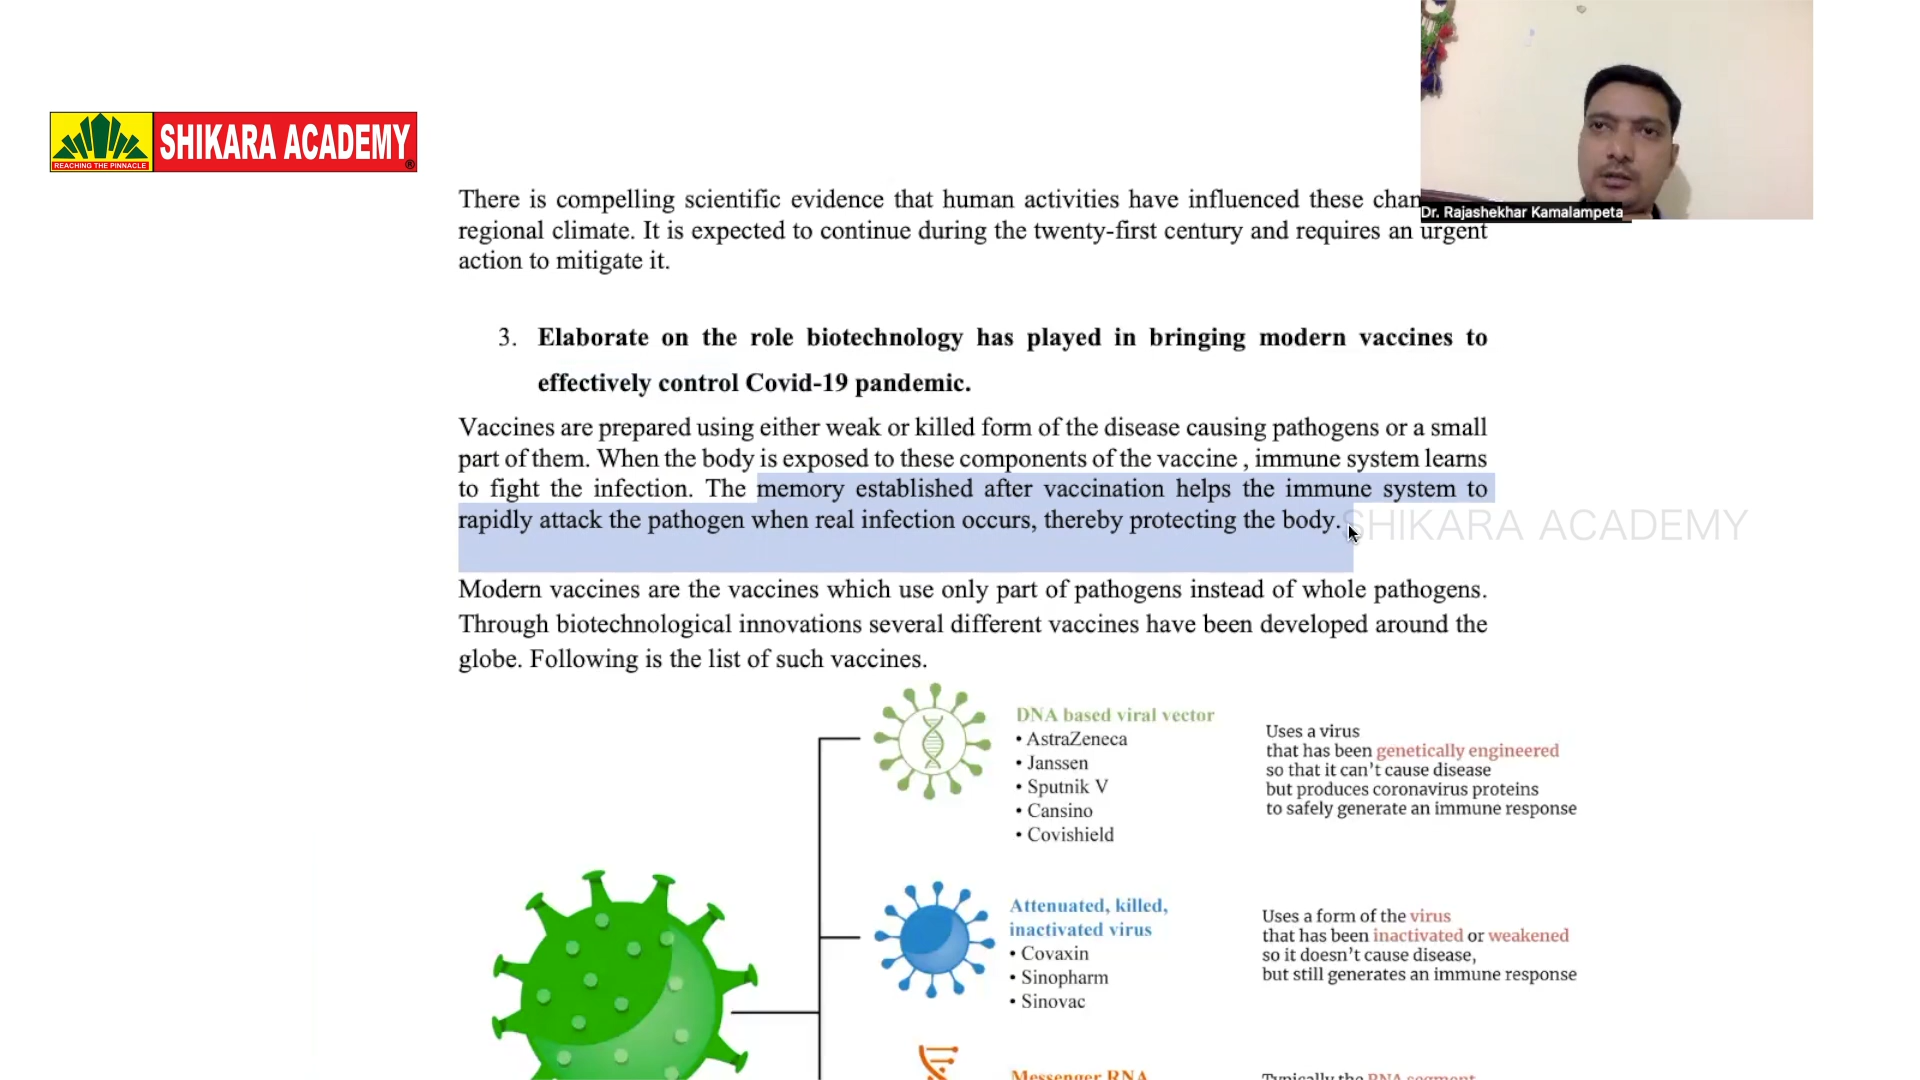 SHIKARA ACADEMY
REACHING THE PINNACLE
®
Dr. Rajashekhar Kamalampeta
There is compelling scientific evidence that human activities have influenced these
regional climate. It is expected to continue during the twenty-first century and requires an urgent
action to mitigate it.
3. Elaborate on the role biotechnology has played in bringing modern vaccines to
effectively control Covid-19 pandemic.
Vaccines are prepared using either weak or killed form of the disease causing pathogens or a small
part of them. When the body is exposed to these components of the vaccine , immune system learns
to fight the infection. The memory established after vaccination helps the immune system to
rapidly attack the pathogen when real infection occurs, thereby protecting the body.
SHIKARA ACADEMY
Modern vaccines are the vaccines which use only part of pathogens instead of whole pathogens.
Through biotechnological innovations several different vaccines have been developed around the
globe. Following is the list of such vaccines.
DNA based viral vector
• AstraZeneca
• Janssen
• Sputnik V
• Cansino
• Covishield
Uses a virus
that has been genetically engineered
so that it can't cause disease
but produces coronavirus proteins
to safely generate an immune response
Attenuated, killed,
inactivated virus
• Covaxin
• Sinopharm
• Sinovac
Uses a form of the virus
that has been inactivated or weakened
so it doesn't cause disease,
but still generates an immune response
Messenger RNA
Typically the RNA segment